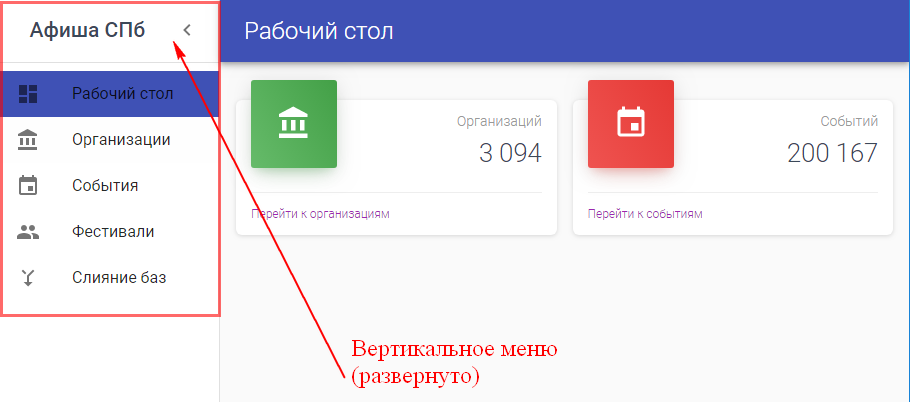 Афиша СПб
Рабочий стол
Рабочий стол
Организации
События
Фестивали
Слияние баз
Организаций
3 094
Перейти к организациям
Событий
200 167
Перейти к событиям
Вертикальное меню
(развернуто)